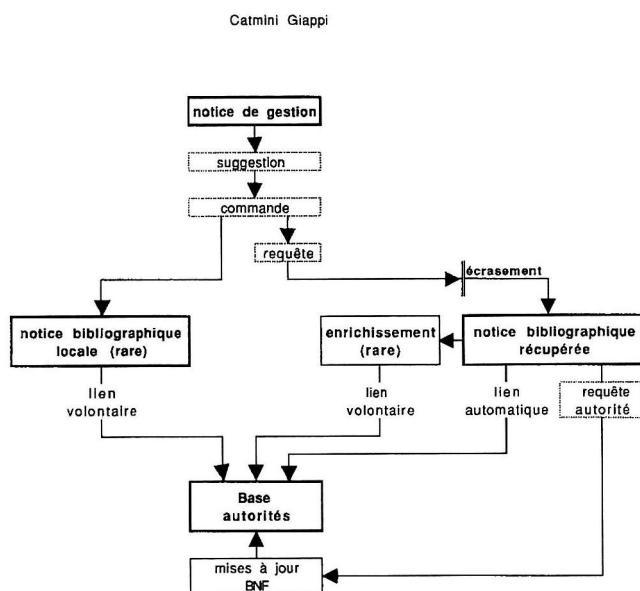 Catmini Giappi
notice de gestion
suggestion
commande
requête
écrasement
notice bibliographique
locale (rare)
enrichissement
(rare)
notice bibliographique
récupérée
lien
volontaire
lien
volontaire
lien
automatique
requête
autorité
Base
autorités
mises à jour
BNF